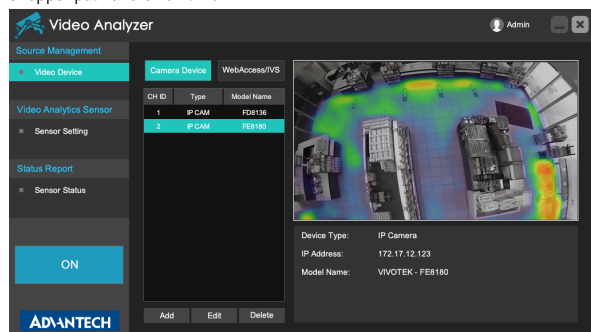 Video Analyzer
Admin
Source Management
Video Device
Video Analytics Sensor
Sensor Setting
Status Report
Sensor Status
ON
ADVANTECH
Camera Device WebAccess/IVS
CH ID Type Model Name
1 IP CAM FD8136
2 IP CAM FE8180
Add Edit Delete
Device Type: IP Camera
IP Address: 172.17.12.123
Model Name: VIVOTEK - FE8180